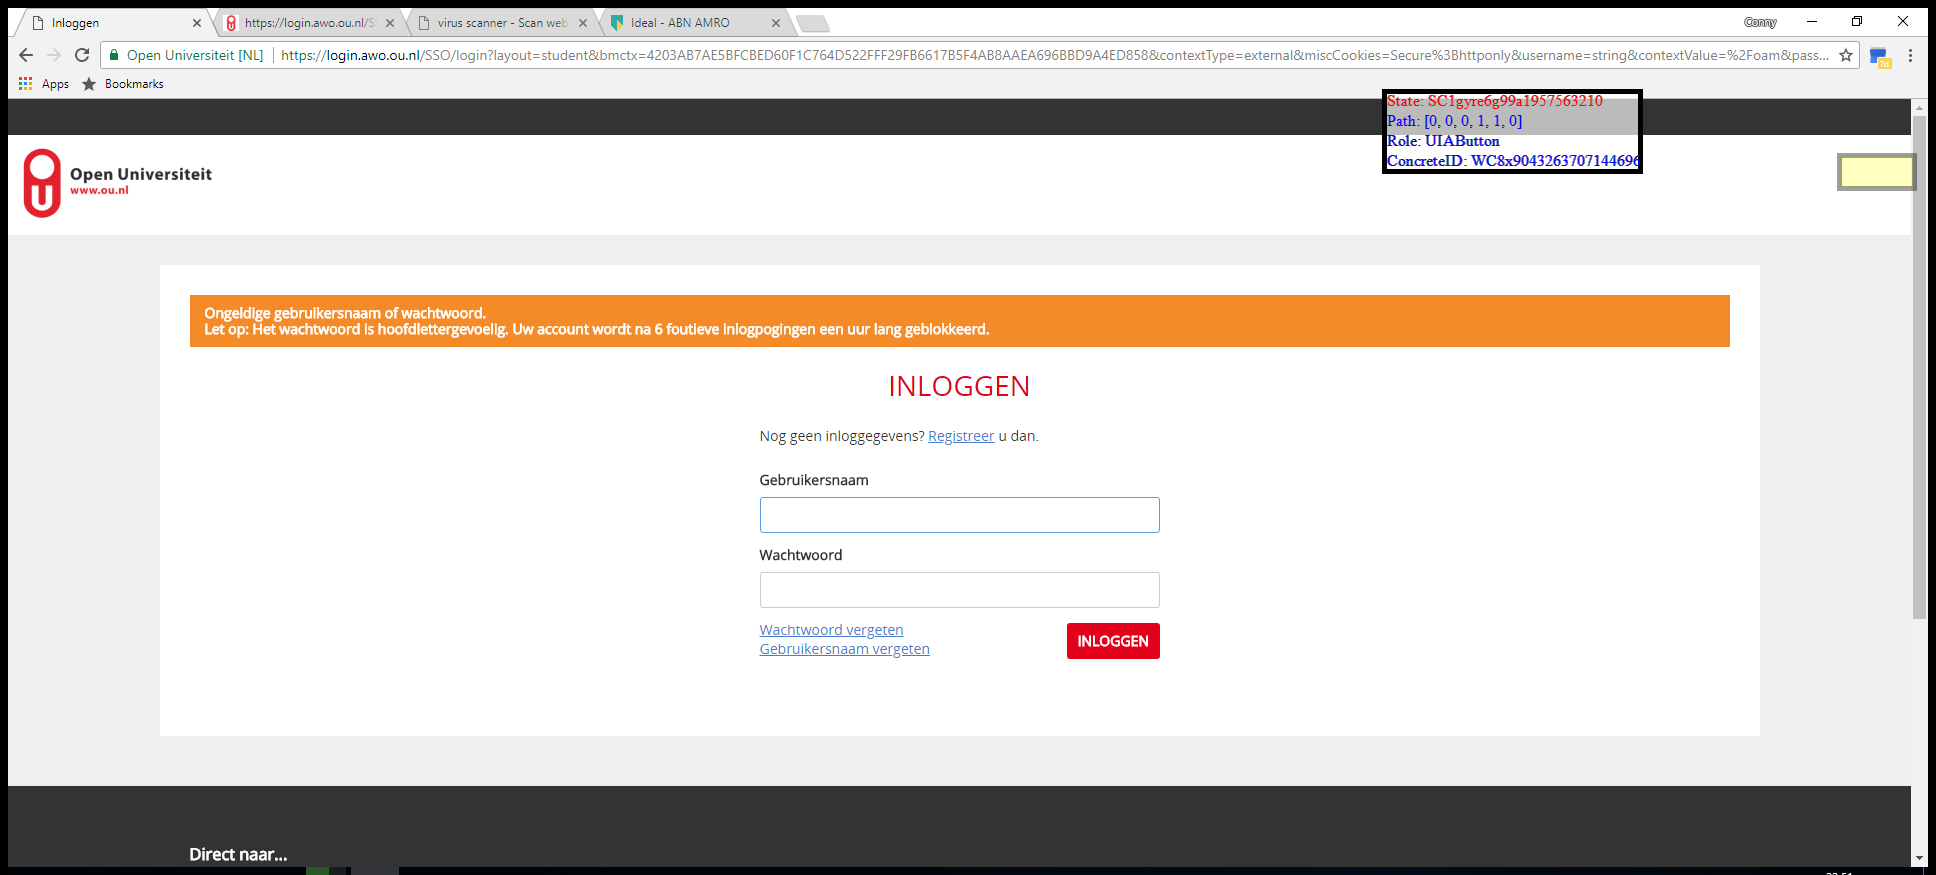 Inloggen
https://login.awo.ou.nl/S
virus scanner - Scan web
Ideal - ABN AMRO
Conny
Open Universiteit [NL]
https://login.awo.ou.nl/SSO/login?layout=student&bmctx=4203AB7AE5BFCBED60F1C764D522FFF29FB6617B5F4AB8AAEA696BBD9A4ED858&contextType=external&miscCookies=Secure%3Bhttponly&username=string&contextValue=%2Foam&pass...
7d
Apps
Bookmarks
State: SC1gyre6g99a1957563210
Path: [0, 0, 0, 1, 1, 0]
Role: UIAButton
ConcreteID: WC8x9043263707144696
Open Universiteit
www.ou.nl
Ongeldige gebruikersnaam of wachtwoord.
Let op: Het wachtwoord is hoofdlettergevoelig. Uw account wordt na 6 foutieve inlogpogingen een uur lang geblokkeerd.
INLOGGEN
Nog geen inloggegevens? Registreer u dan.
Gebruikersnaam
Wachtwoord
Wachtwoord vergeten
Gebruikersnaam vergeten
INLOGGEN
Direct naar...